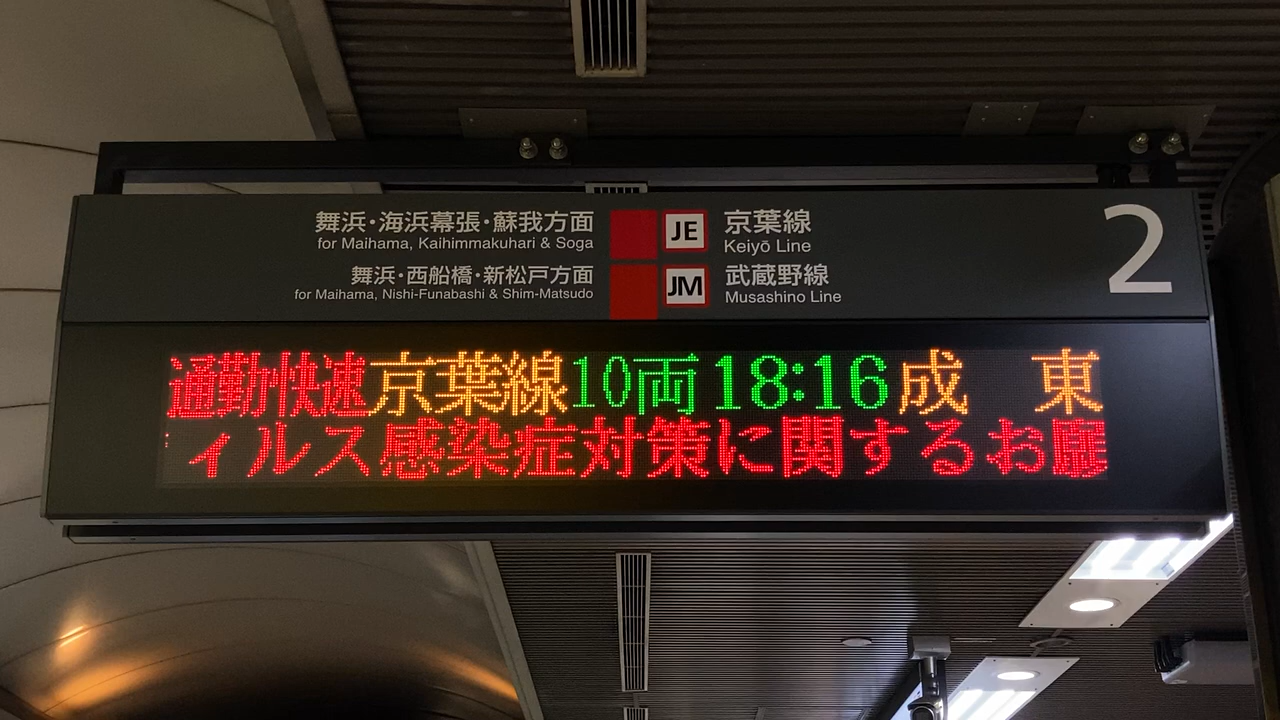 舞浜・海浜幕張・蘇我方面 JE 京葉線 2
for Maihama, Kaihimmakuhari & Soga Keiyō Line
舞浜・西船橋・新松戸方面 JM 武蔵野線
for Maihama, Nishi-Funabashi & Shim-Matsudo Musashino Line
通勤快速京葉線10両18:16成 東
ィルス感染症対策に関するお願